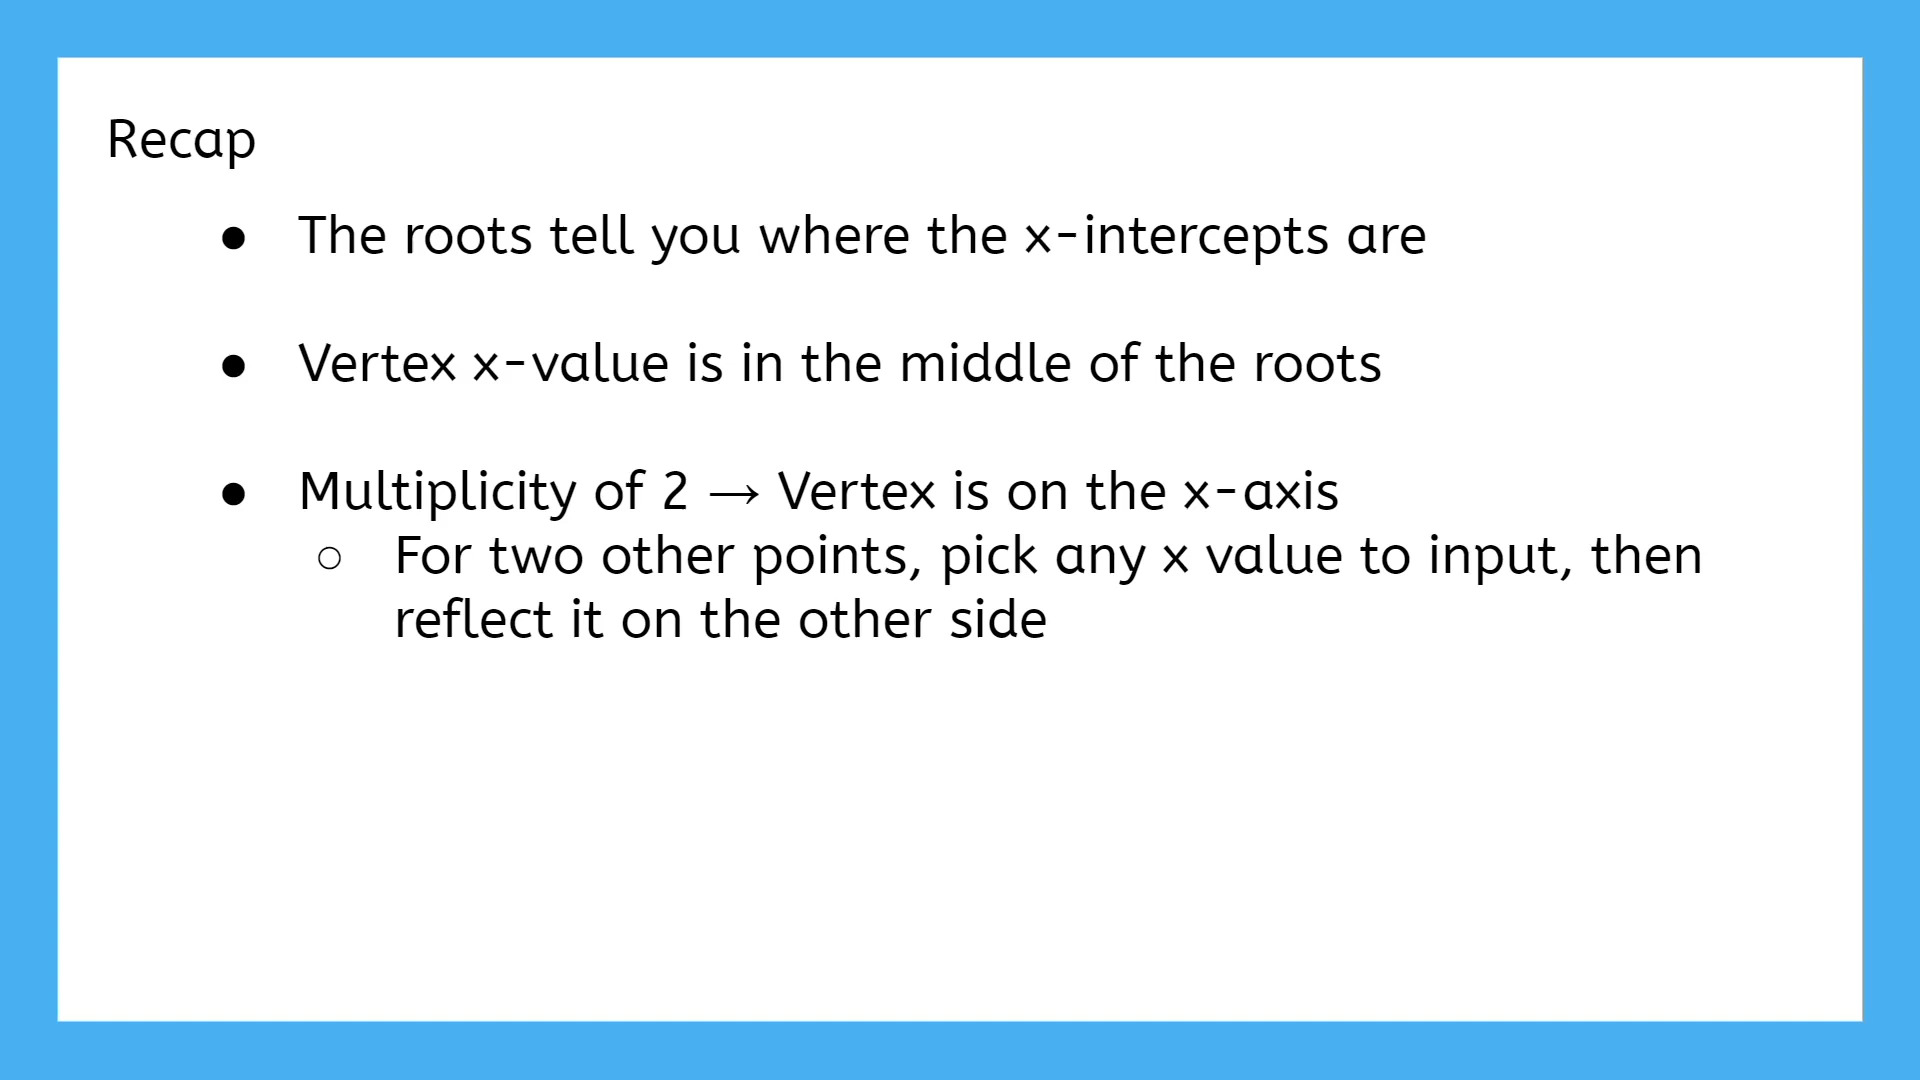 Recap
● The roots tell you where the x-intercepts are
● Vertex x-value is in the middle of the roots
● Multiplicity of 2 → Vertex is on the x-axis
○ For two other points, pick any x value to input, then
reflect it on the other side